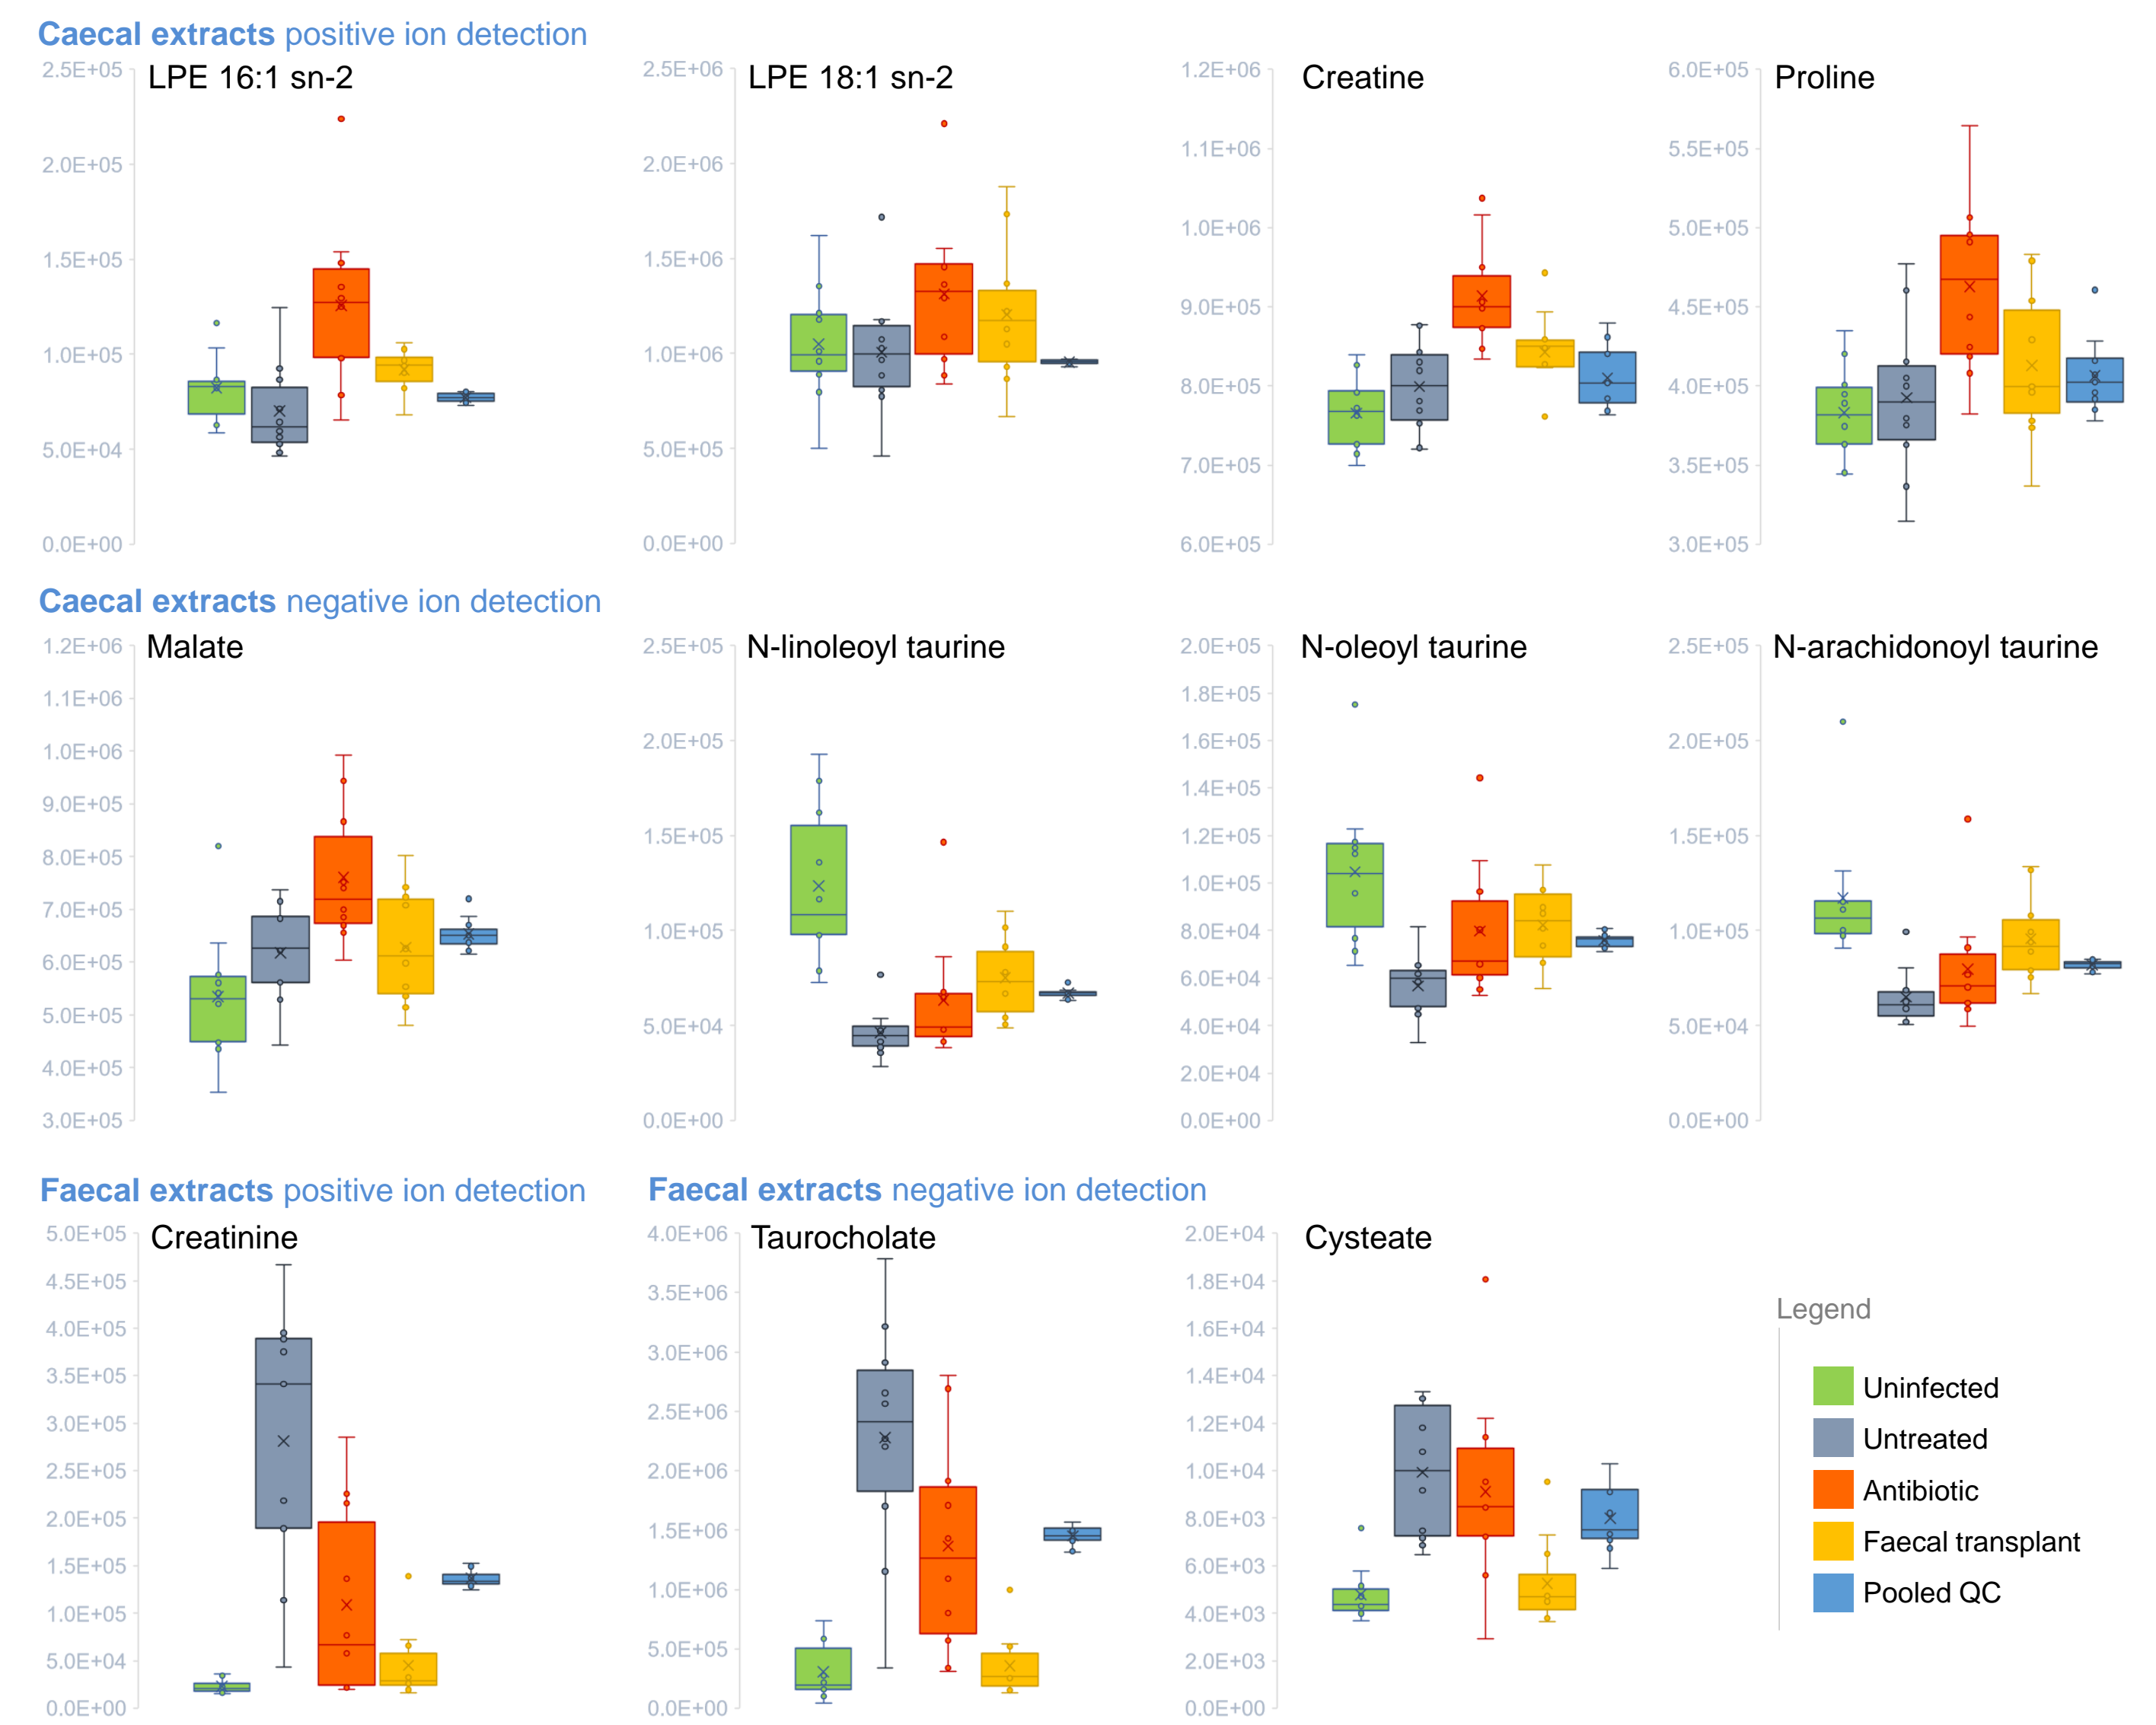 Caecal extracts positive ion detection
LPE 16:1 sn-2
2.5E+05
2.0E+05
1.5E+05
1.0E+05
5.0E+04
0.0E+00
LPE 18:1 sn-2
2.5E+06
2.0E+06
1.5E+06
1.0E+06
5.0E+05
0.0E+00
Creatine
1.2E+06
1.1E+06
1.0E+06
9.0E+05
8.0E+05
7.0E+05
6.0E+05
Proline
6.0E+05
5.5E+05
5.0E+05
4.5E+05
4.0E+05
3.5E+05
3.0E+05
Caecal extracts negative ion detection
Malate
1.2E+06
1.1E+06
1.0E+06
9.0E+05
8.0E+05
7.0E+05
6.0E+05
5.0E+05
4.0E+05
3.0E+05
N-linoleoyl taurine
2.5E+05
2.0E+05
1.5E+05
1.0E+05
5.0E+04
0.0E+00
N-oleoyl taurine
2.0E+05
1.8E+05
1.6E+05
1.4E+05
1.2E+05
1.0E+05
8.0E+04
6.0E+04
4.0E+04
2.0E+04
0.0E+00
N-arachidonoyl taurine
2.5E+05
2.0E+05
1.5E+05
1.0E+05
5.0E+04
0.0E+00
Faecal extracts positive ion detection
Creatinine
5.0E+05
4.5E+05
4.0E+05
3.5E+05
3.0E+05
2.5E+05
2.0E+05
1.5E+05
1.0E+05
5.0E+04
0.0E+00
Faecal extracts negative ion detection
Taurocholate
4.0E+06
3.5E+06
3.0E+06
2.5E+06
2.0E+06
1.5E+06
1.0E+06
5.0E+05
0.0E+00
Cysteate
2.0E+04
1.8E+04
1.6E+04
1.4E+04
1.2E+04
1.0E+04
8.0E+03
6.0E+03
4.0E+03
2.0E+03
0.0E+00
Legend
Uninfected
Untreated
Antibiotic
Faecal transplant
Pooled QC